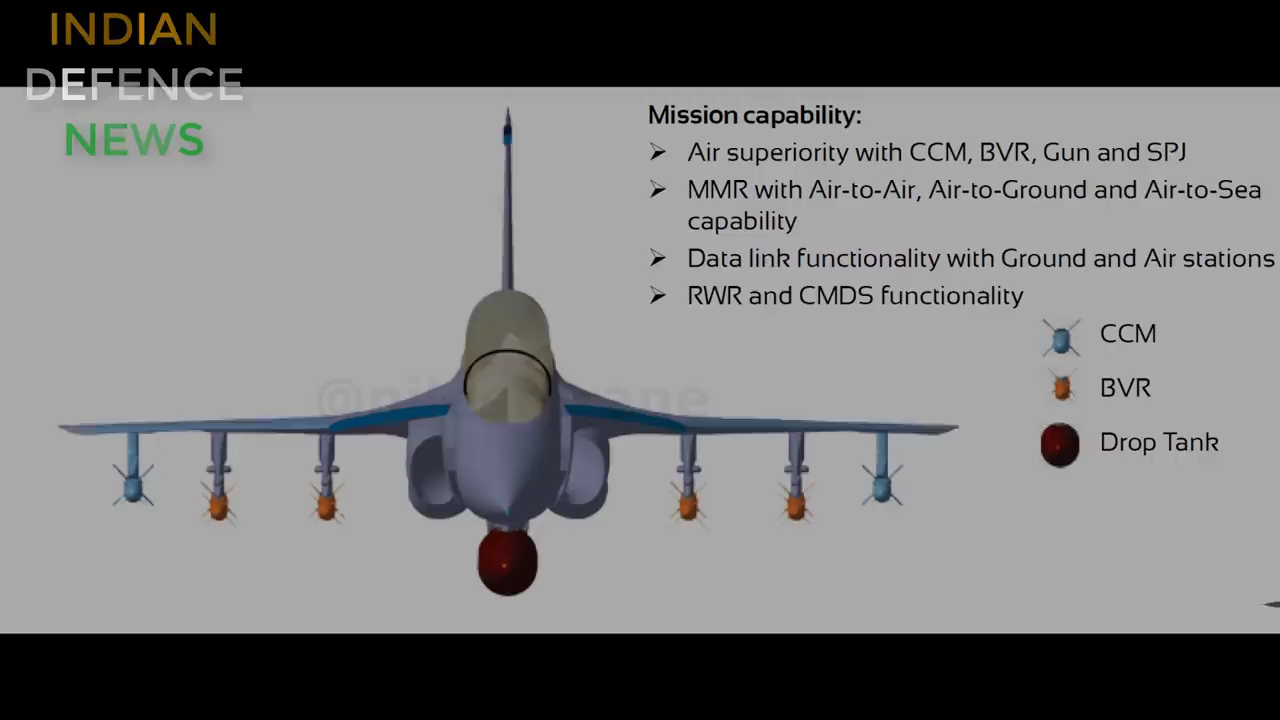 INDIAN
DEFENCE
NEWS
Mission capability:
Air superiority with CCM, BVR, Gun and SPJ
MMR with Air-to-Air, Air-to-Ground and Air-to-Sea
capability
Data link functionality with Ground and Air stations
RWR and CMDS functionality
CCM
BVR
Drop Tank